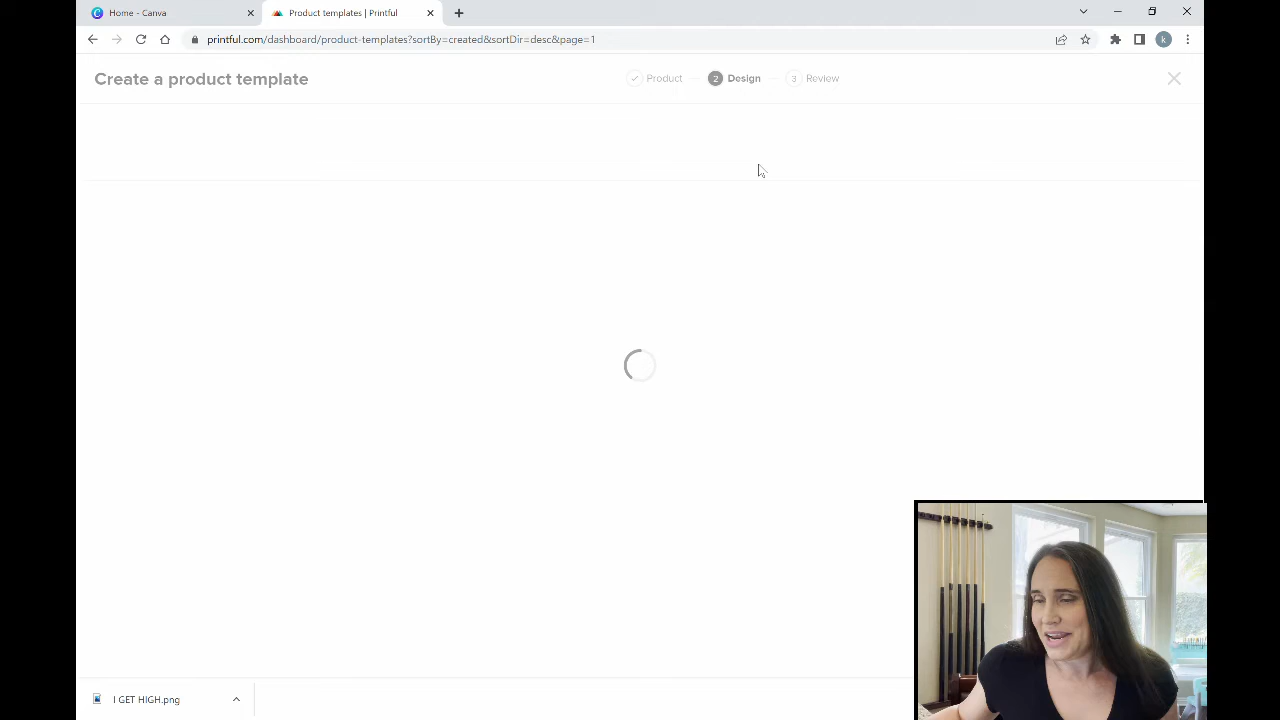 Home - Canva
Product templates | Printful
printful.com/dashboard/product-templates?sortBy=created&sortDir=desc&page=1
k
Create a product template
Product
2 Design
3 Review
I GET HIGH.png